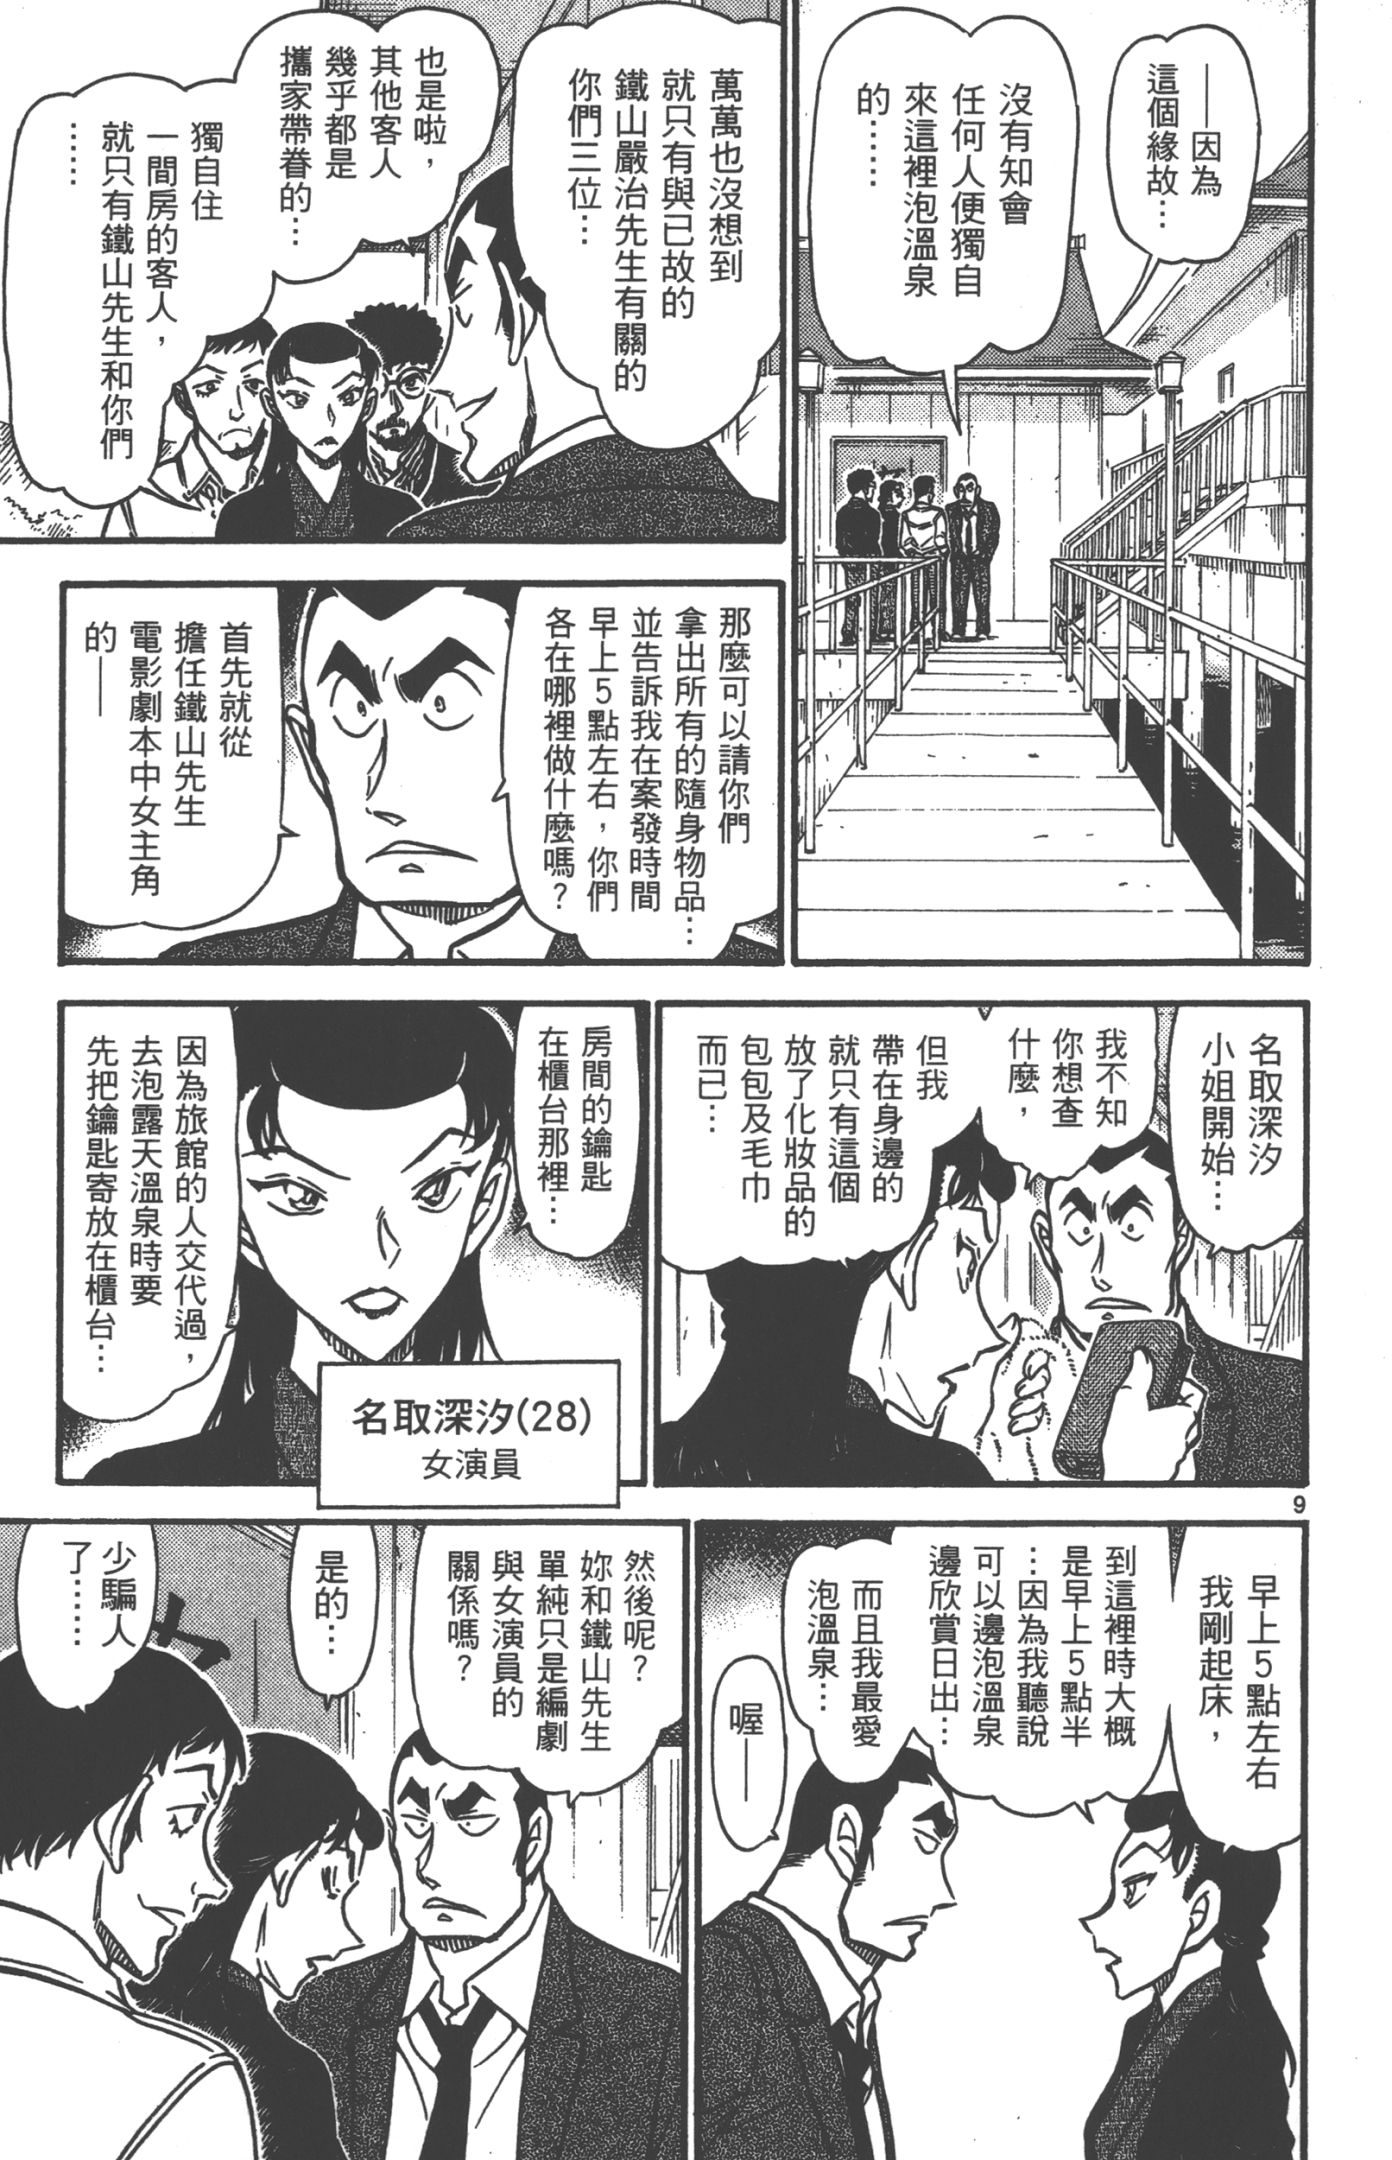 ——因為
這個緣故…
沒有知會
任何人便獨自
來這裡泡溫泉
的……
萬萬也沒想到
就只有與已故的
鐵山嚴治先生有關的
你們三位…
也是啦，
其他客人
幾乎都是
攜家帶眷的…
獨自住
一間房的客人，
就只有鐵山先生和你們
……
那麼可以請你們
拿出所有的隨身物品…
並告訴我在案發時間
早上5點左右，你們
各在哪裡做什麼嗎？
首先就從
擔任鐵山先生
電影劇本中女主角
的——
名取深汐
小姐開始…
我不知
你想查
什麼，
但我
帶在身邊的
就只有這個
放了化妝品的
包包及毛巾
而已…
房間的鑰匙
在櫃台那裡…
因為旅館的人交代過，
去泡露天溫泉時要
先把鑰匙寄放在櫃台…
名取深汐(28)
女演員
9
早上5點左右
我剛起床，
到這裡時大概
是早上5點半
…因為我聽說
可以邊泡溫泉
邊欣賞日出…
而且我最愛
泡溫泉…
喔——
然後呢？
妳和鐵山先生
單純只是編劇
與女演員的
關係嗎？
是的…
少騙人
了……